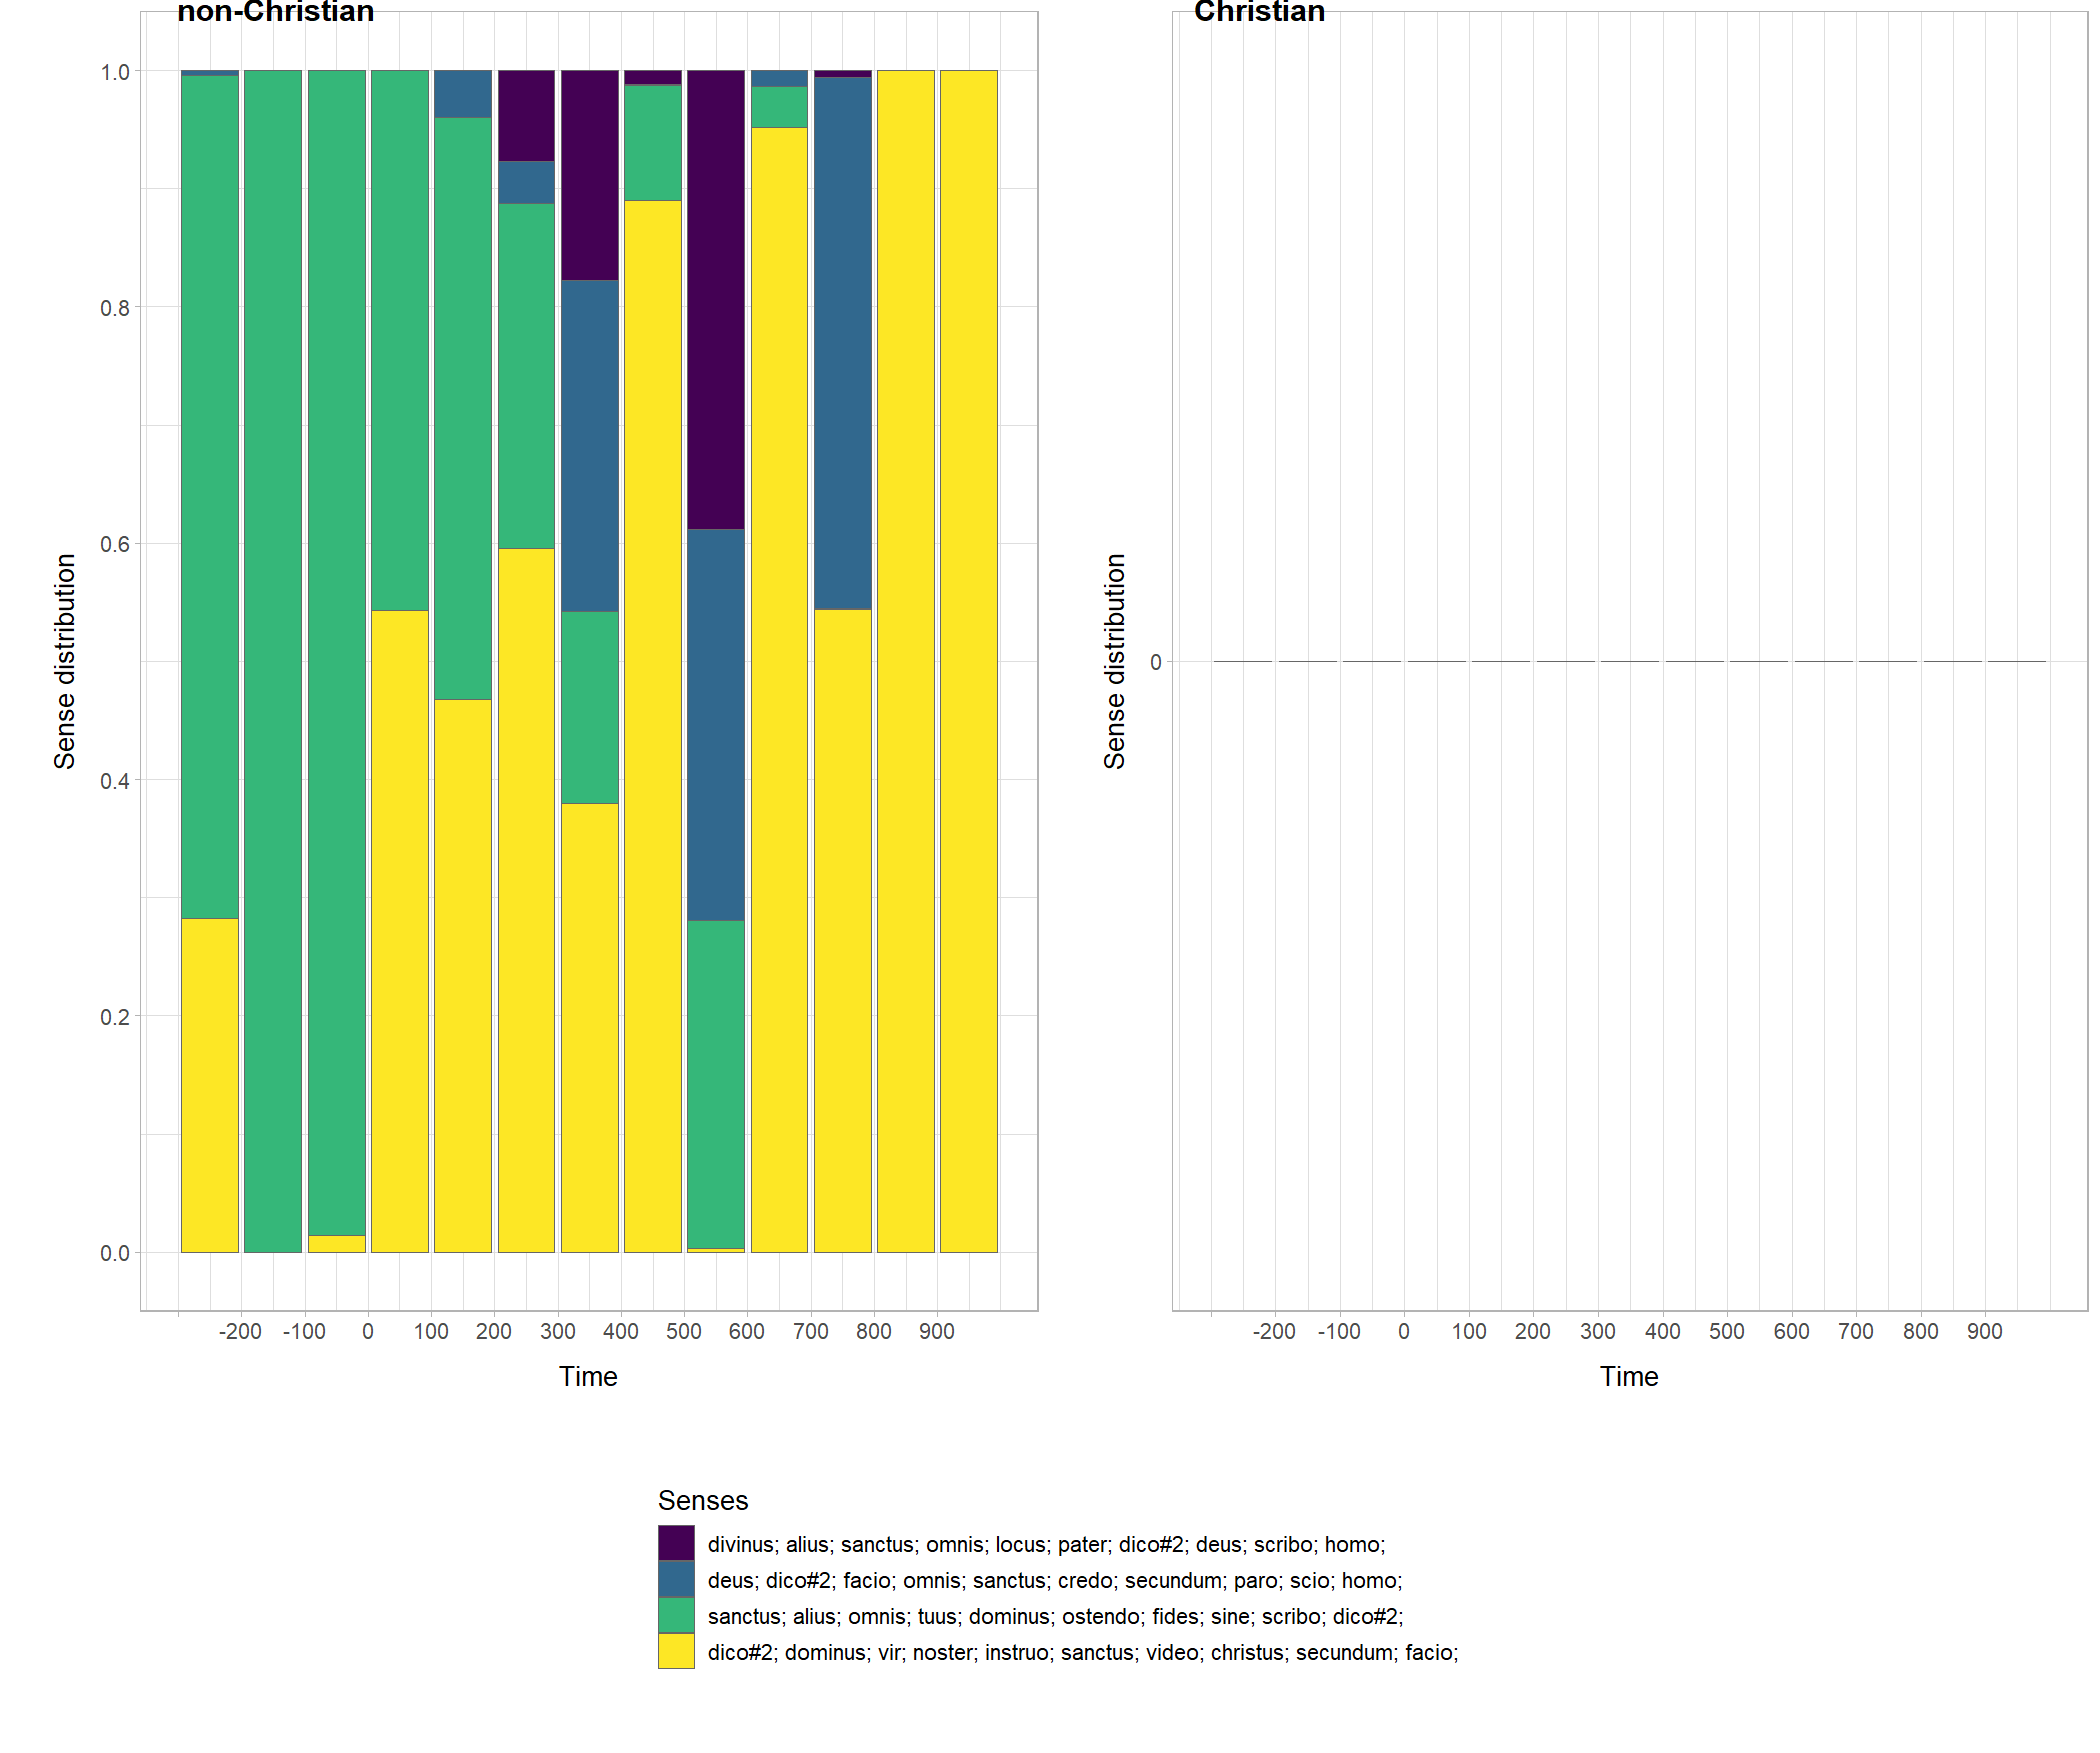 non-Christian
Christian
Sense distribution
1.0
0.8
0.6
0.4
0.2
0.0
-200 -100 0 100 200 300 400 500 600 700 800 900
Time
Sense distribution
0
-200 -100 0 100 200 300 400 500 600 700 800 900
Time
Senses
divinus; alius; sanctus; omnis; locus; pater; dico#2; deus; scribo; homo;
deus; dico#2; facio; omnis; sanctus; credo; secundum; paro; scio; homo;
sanctus; alius; omnis; tuus; dominus; ostendo; fides; sine; scribo; dico#2;
dico#2; dominus; vir; noster; instruo; sanctus; video; christus; secundum; facio;